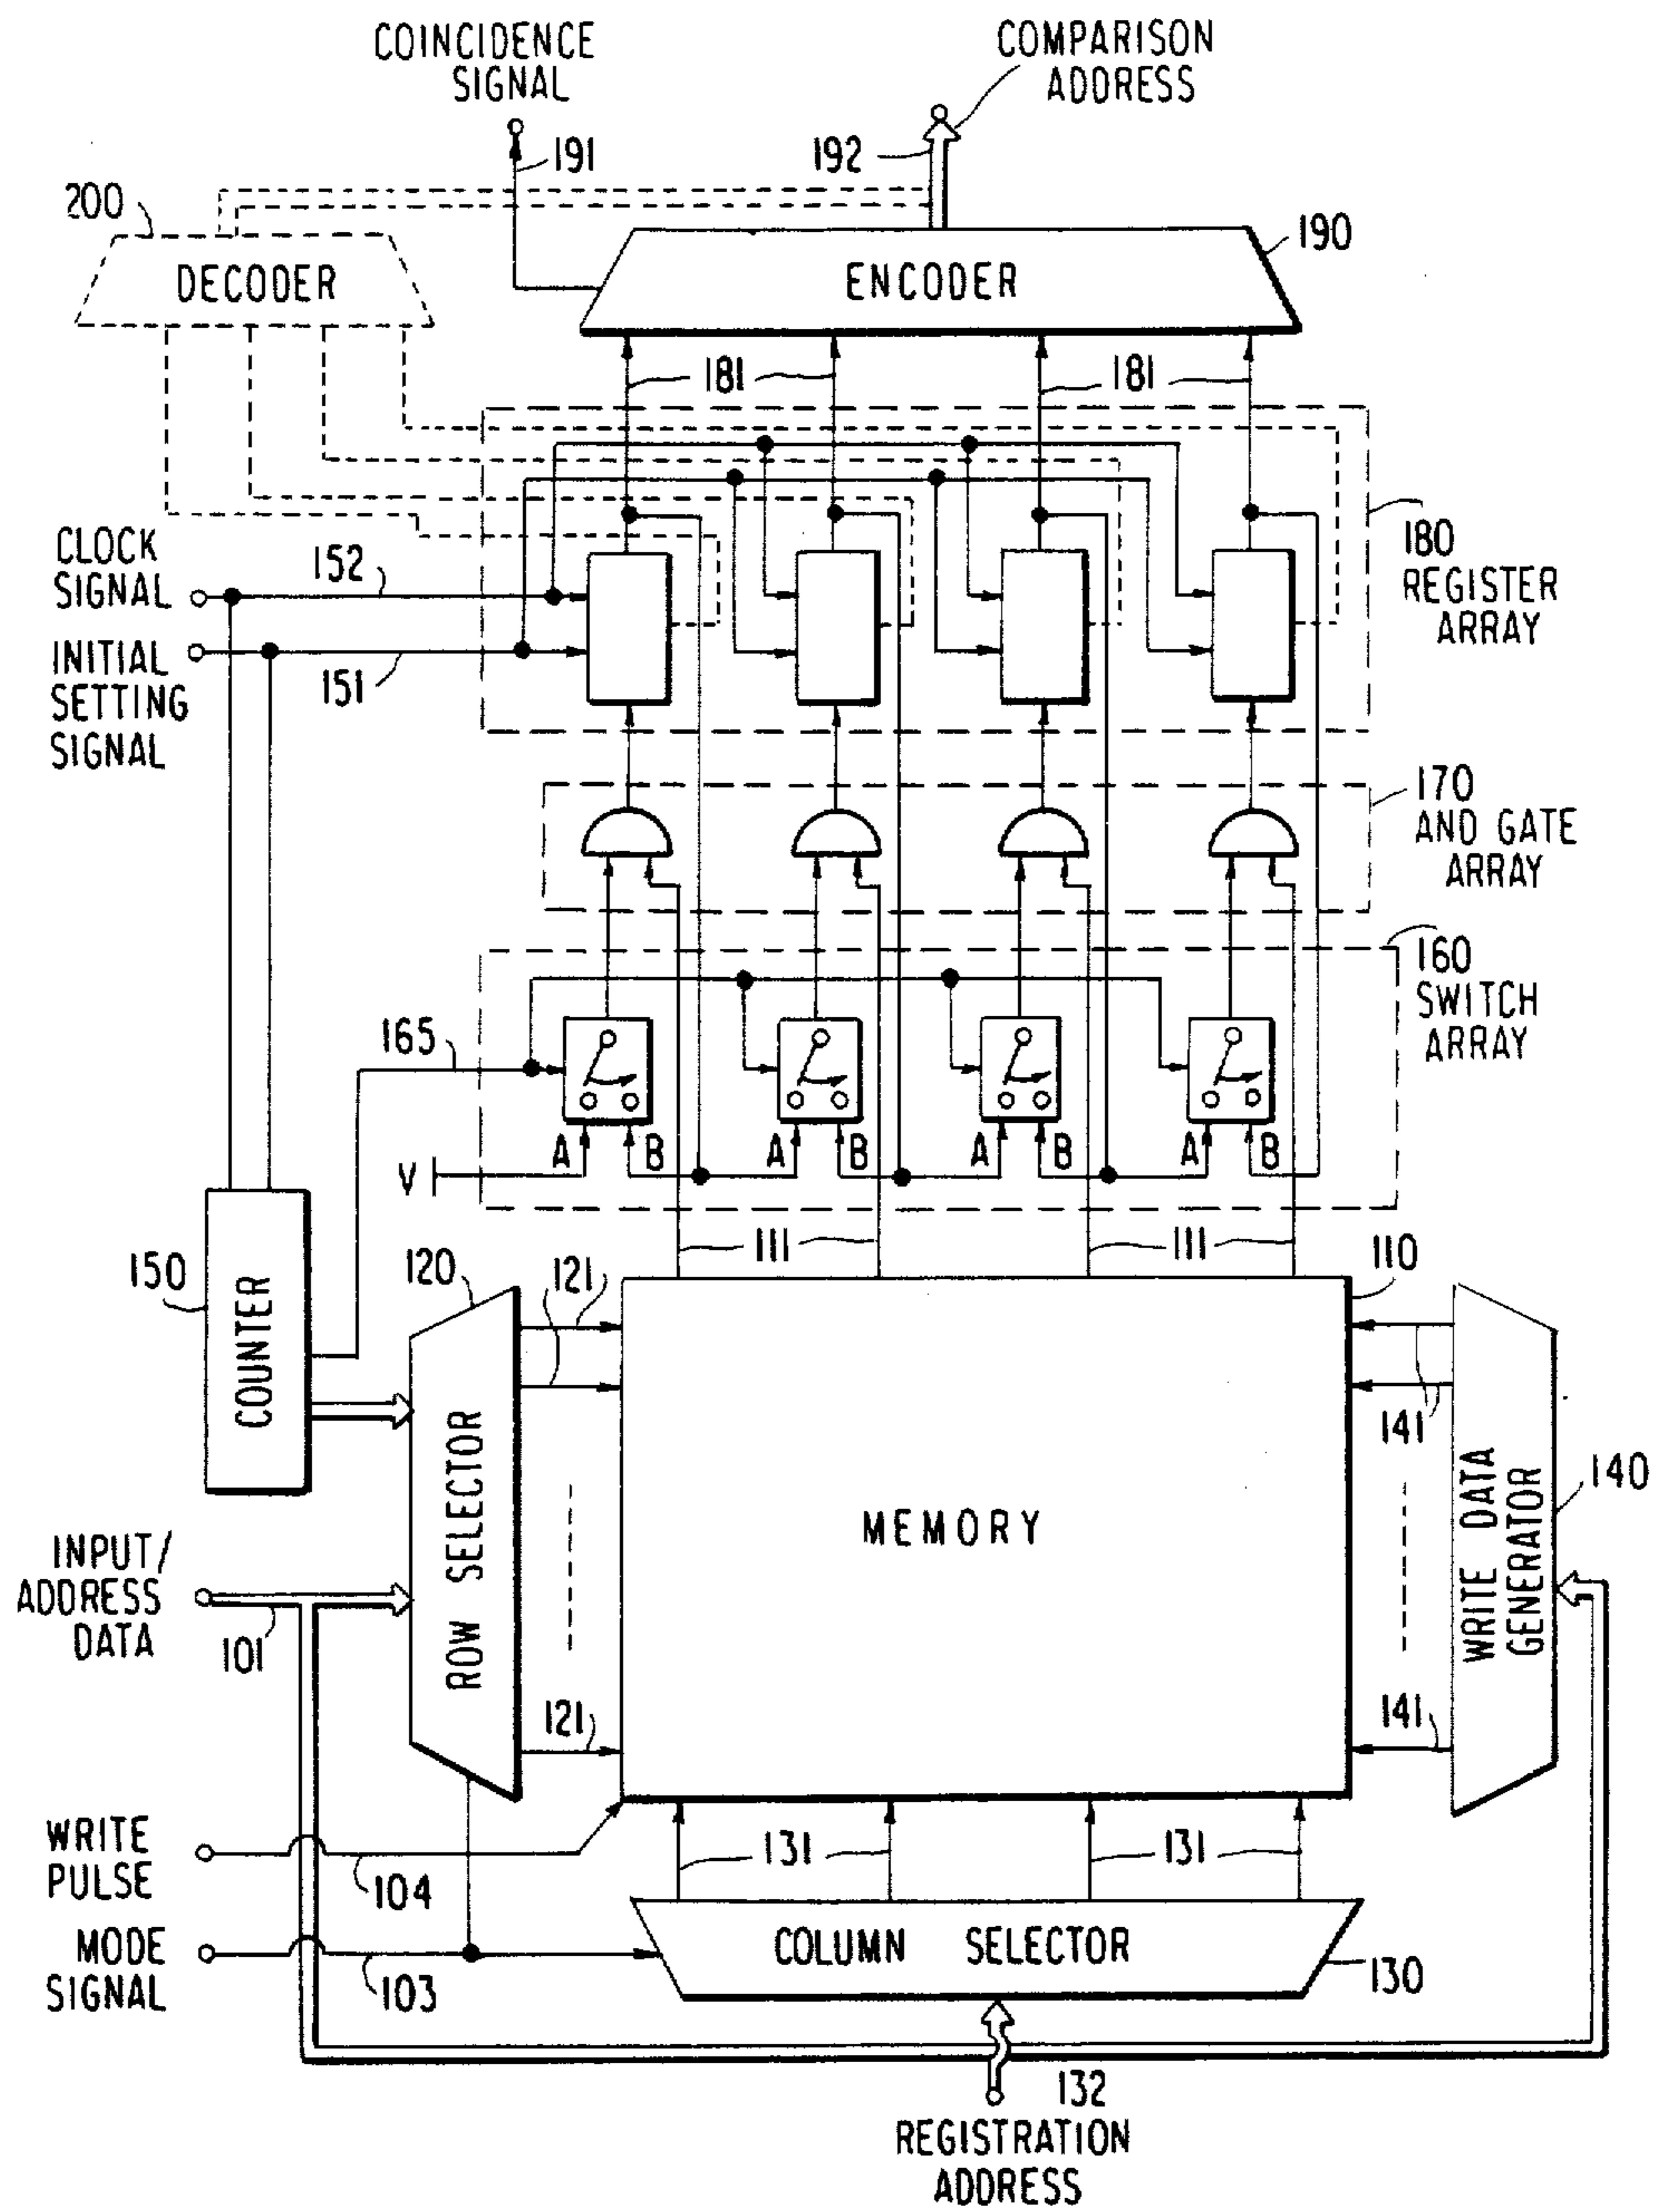 COINCIDENCE
SIGNAL
COMPARISON
ADDRESS
191
192
200
190
DECODER
ENCODER
181
181
CLOCK
SIGNAL
152
180
REGISTER
ARRAY
INITIAL
SETTING
SIGNAL
151
170
AND GATE
ARRAY
160
SWITCH
ARRAY
165
A
B
A
B
A
B
A
B
V
111
111
110
150
120
121
COUNTER
141
ROW SELECTOR
MEMORY
WRITE DATA
GENERATOR
140
INPUT/
ADDRESS
DATA
101
121
141
WRITE
PULSE
104
131
131
MODE
SIGNAL
103
COLUMN SELECTOR
130
132
REGISTRATION
ADDRESS